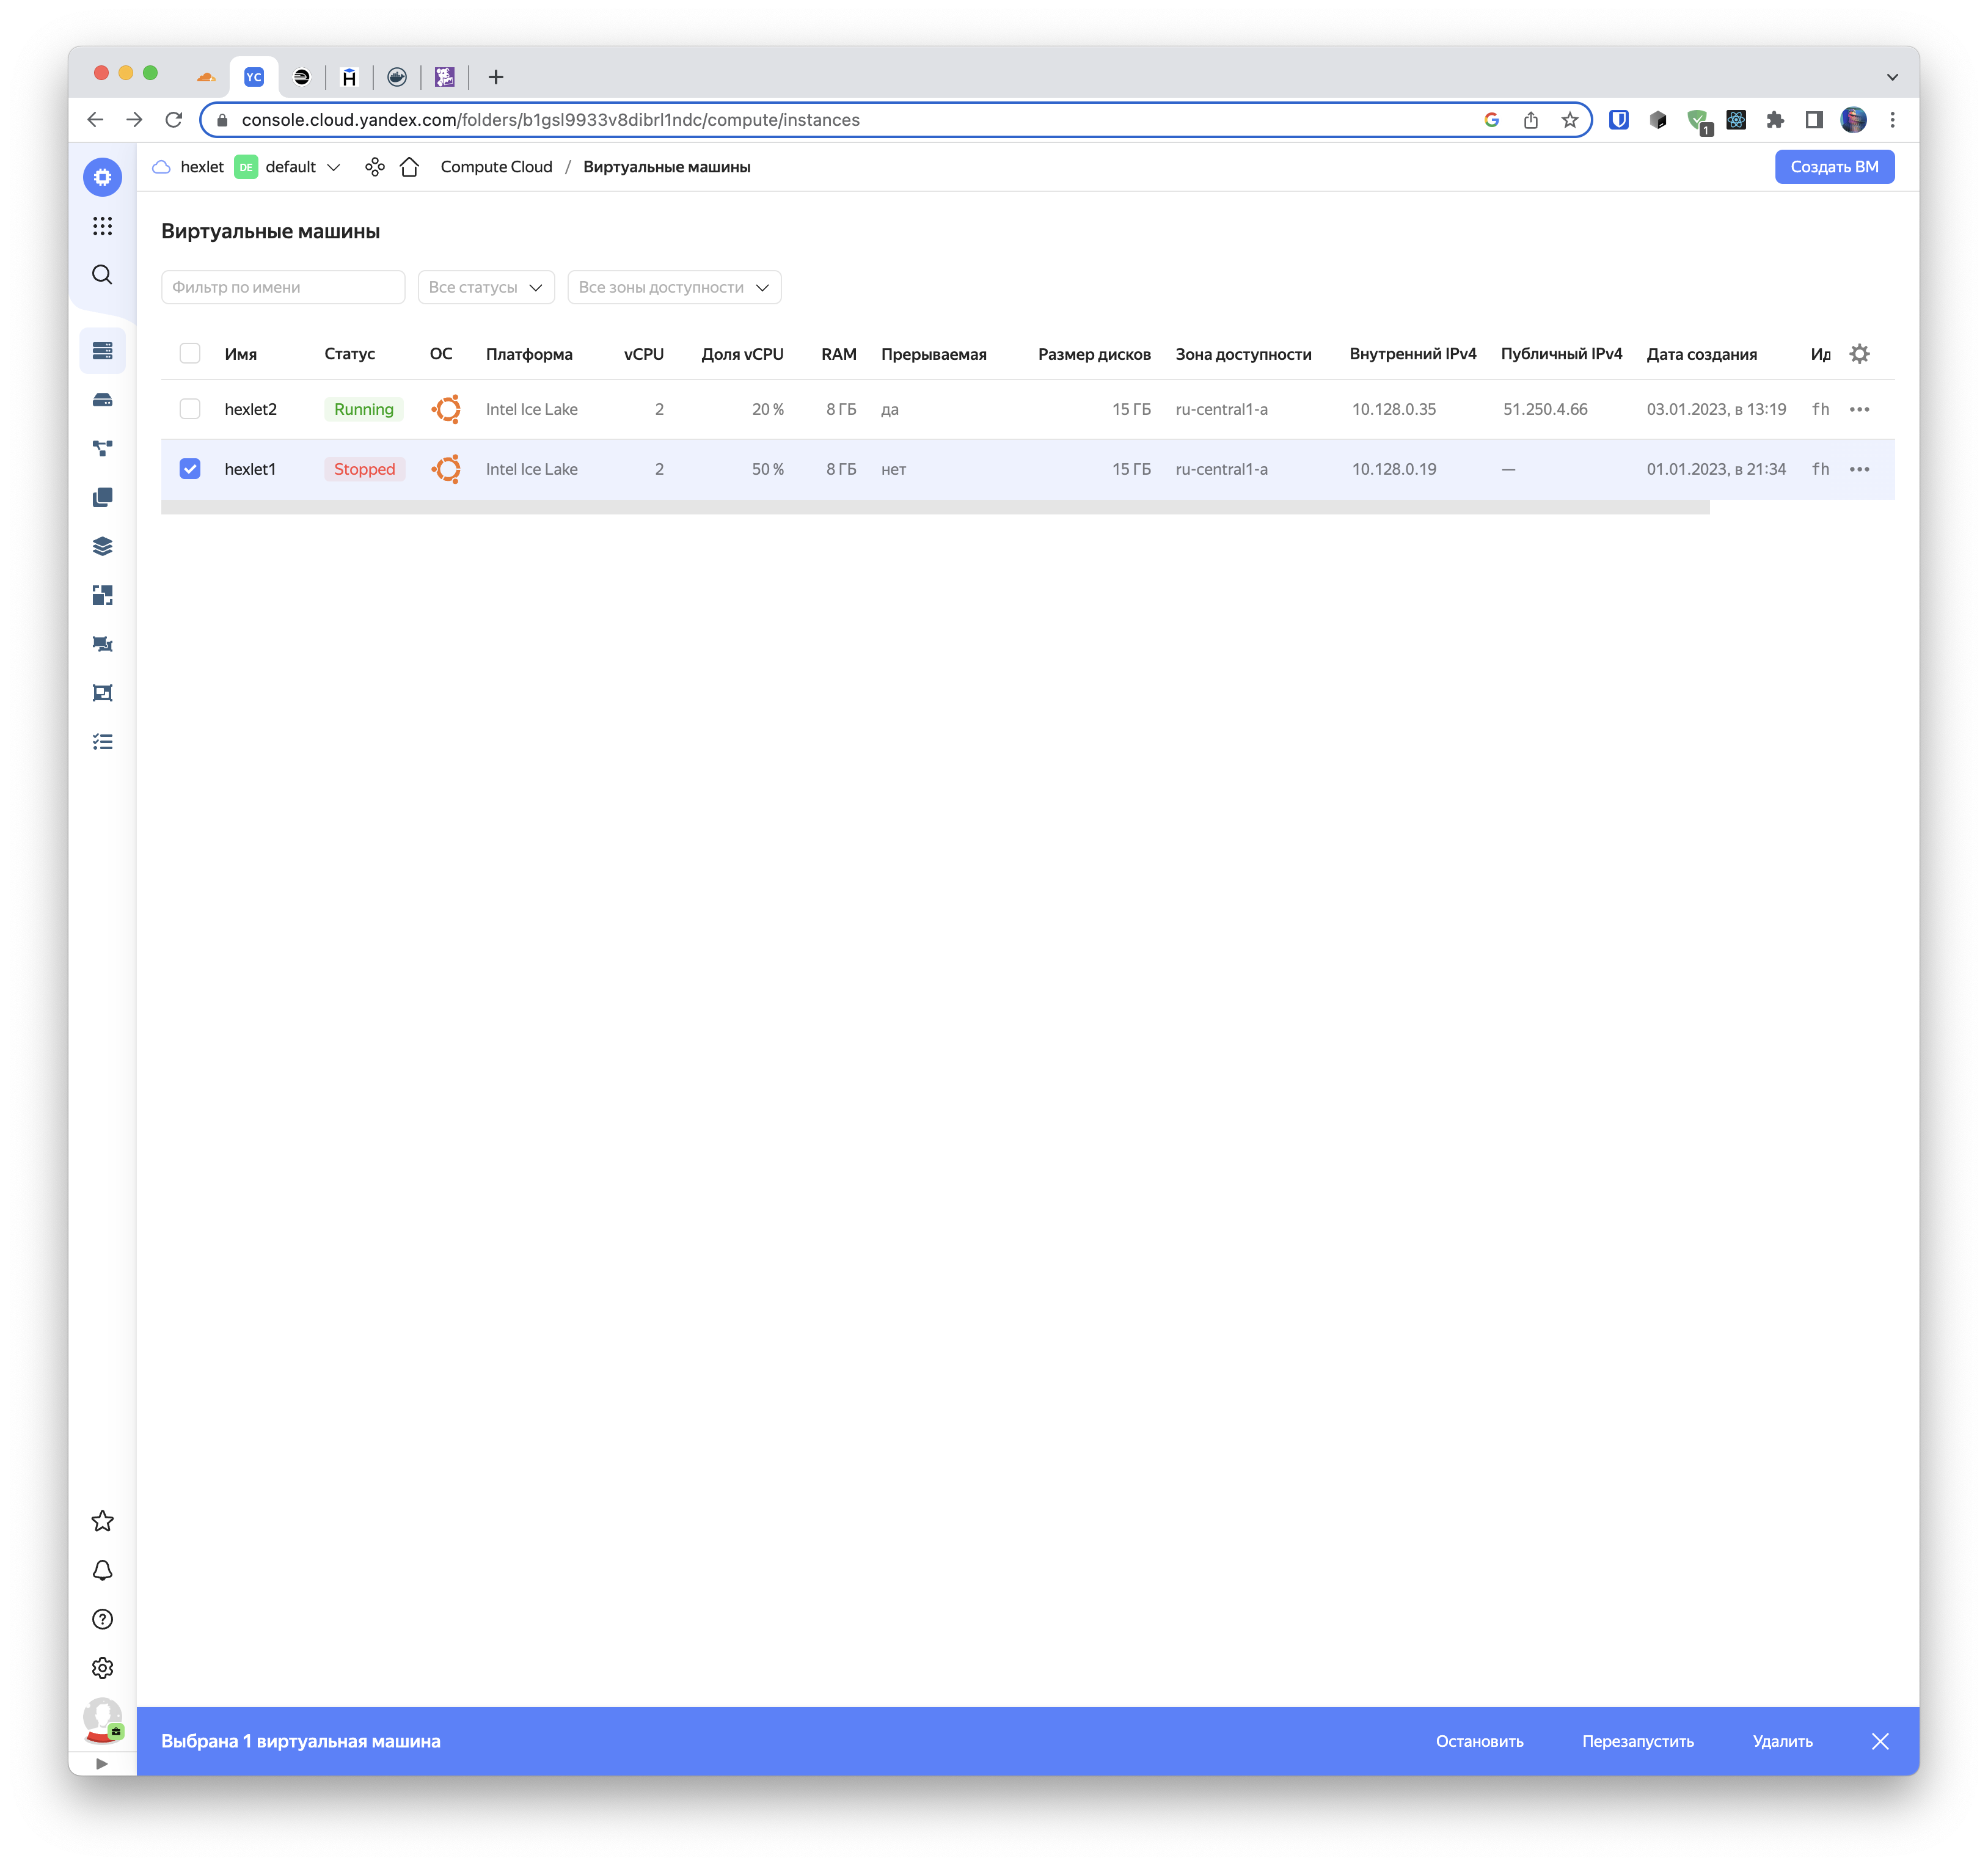 YC
H
console.cloud.yandex.com/folders/b1gsl9933v8dibrl1ndc/compute/instances
1
hexlet DE default Compute Cloud / Виртуальные машины Создать ВМ
Виртуальные машины
Фильтр по имени Все статусы Все зоны доступности
Имя Статус ОС Платформа vCPU Доля vCPU RAM Прерываемая Размер дисков Зона доступности Внутренний IPv4 Публичный IPv4 Дата создания Ид
hexlet2 Running Intel Ice Lake 2 20 % 8 ГБ да 15 ГБ ru-central1-a 10.128.0.35 51.250.4.66 03.01.2023, в 13:19 fh
hexlet1 Stopped Intel Ice Lake 2 50 % 8 ГБ нет 15 ГБ ru-central1-a 10.128.0.19 — 01.01.2023, в 21:34 fh
Выбрана 1 виртуальная машина Остановить Перезапустить Удалить